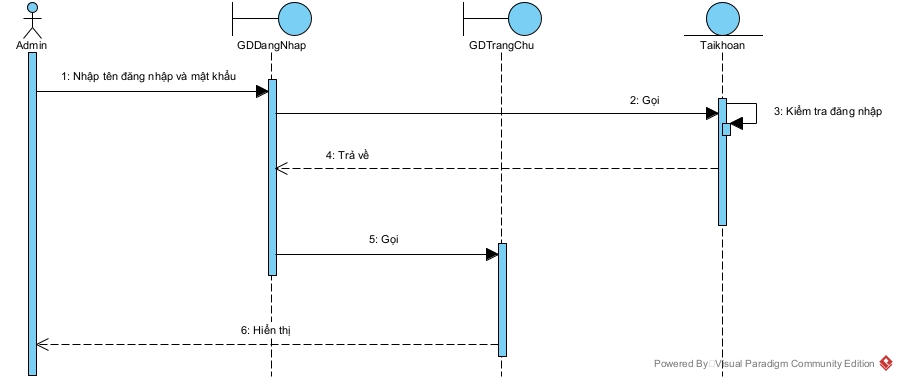 Admin
GDDangNhap
GDTrangChu
Taikhoan
1: Nhập tên đăng nhập và mật khẩu
2: Gọi
3: Kiểm tra đăng nhập
4: Trả về
5: Gọi
6: Hiển thị
Powered By Visual Paradigm Community Edition